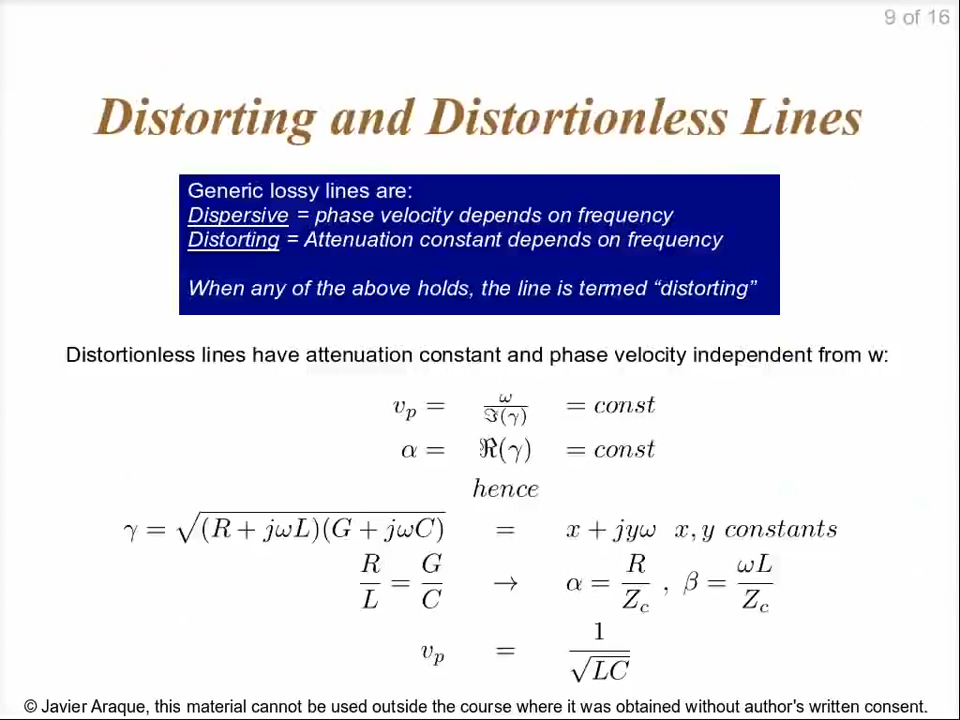 9 of 16
Distorting and Distortionless Lines
Generic lossy lines are:
Dispersive = phase velocity depends on frequency
Distorting = Attenuation constant depends on frequency
When any of the above holds, the line is termed “distorting”
Distortionless lines have attenuation constant and phase velocity independent from w:
v_p = ω/ℑ(γ) = const
α = ℜ(γ) = const
hence
γ = √((R + jωL)(G + jωC)) = x + jyω x, y constants
R/L = G/C → α = R/Z_c , β = ωL/Z_c
v_p = 1/√(LC)
© Javier Araque, this material cannot be used outside the course where it was obtained without author's written consent.